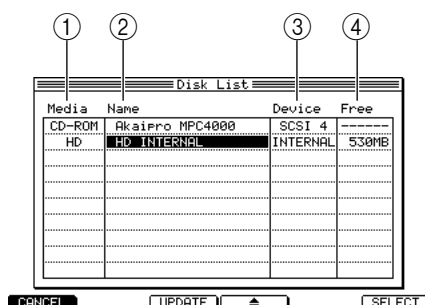 ① ② ③ ④
Disk List
Media Name Device Free
CD-ROM Akaipro MPC4000 SCSI 4 ------
HD HD INTERNAL INTERNAL 530MB
CANCEL UPDATE ▲ SELECT